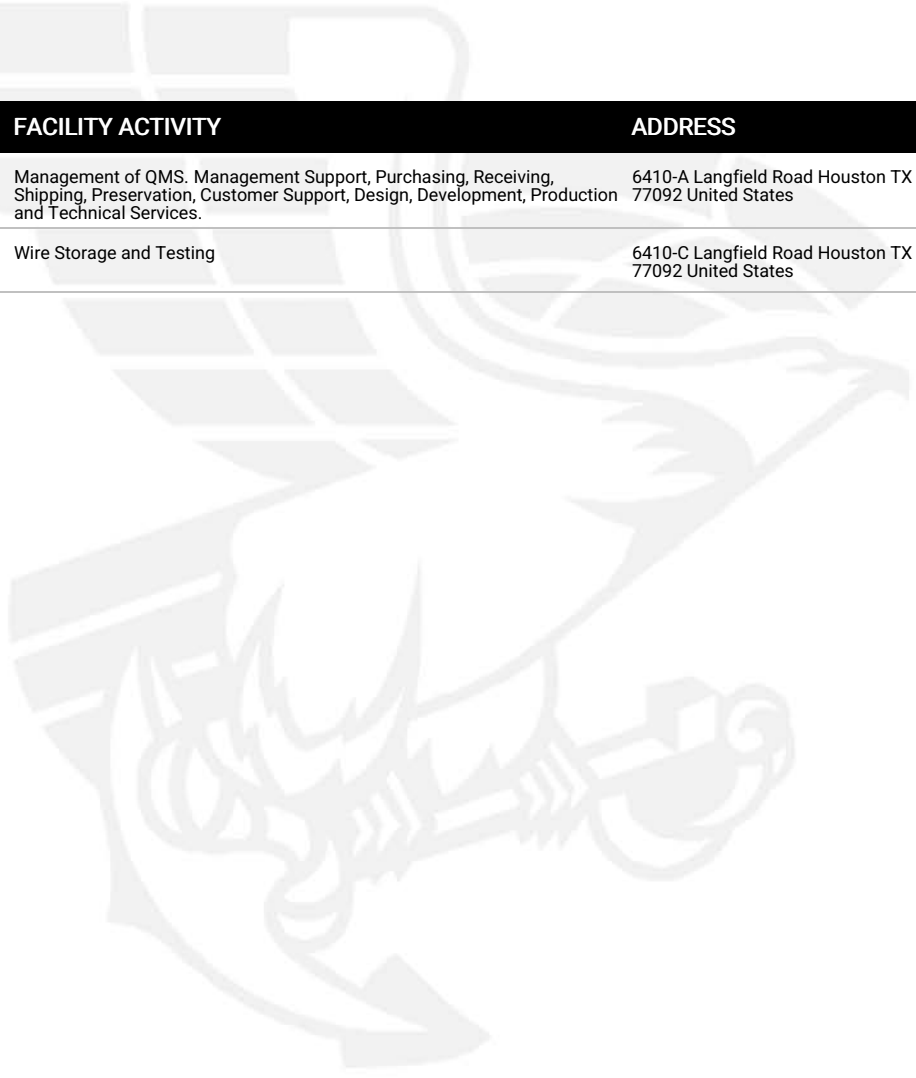 FACILITY ACTIVITY ADDRESS
Management of QMS. Management Support, Purchasing, Receiving,
Shipping, Preservation, Customer Support, Design, Development, Production
and Technical Services.
6410-A Langfield Road Houston TX
77092 United States
Wire Storage and Testing
6410-C Langfield Road Houston TX
77092 United States